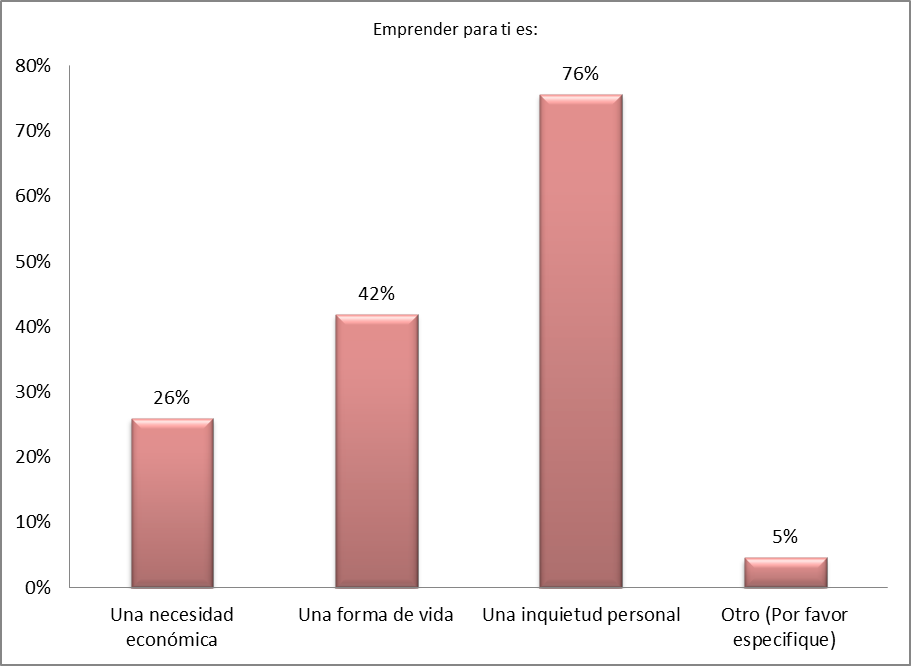 Emprender para ti es:
80%
70%
60%
50%
40%
30%
20%
10%
0%
26%
42%
76%
5%
Una necesidad
económica
Una forma de vida
Una inquietud personal
Otro (Por favor
especifique)